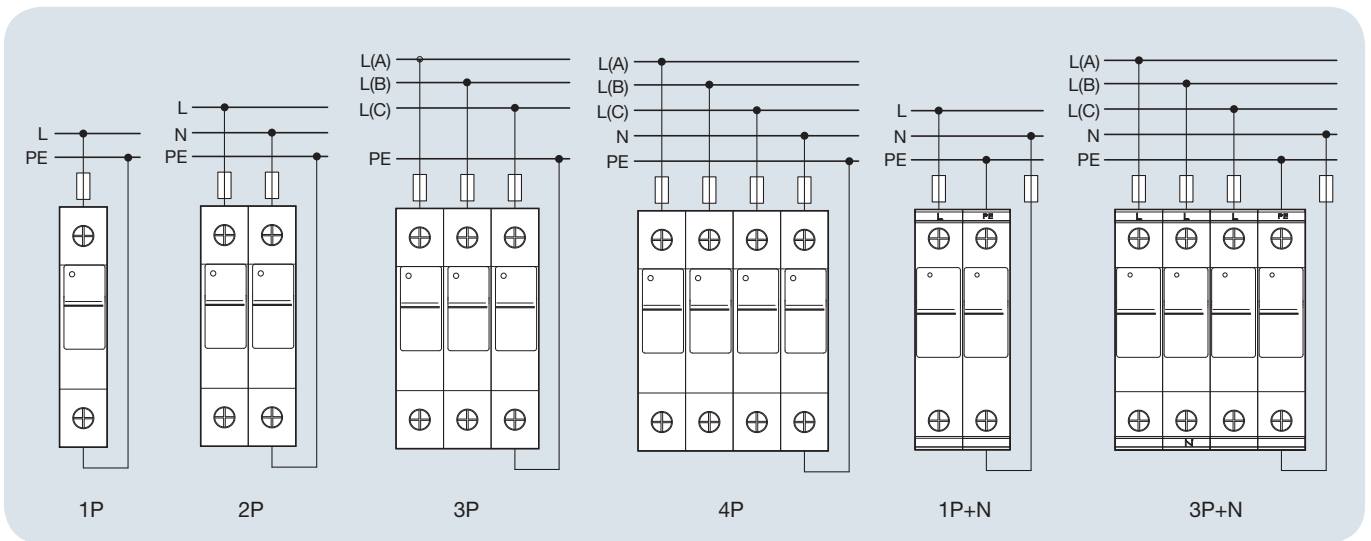 L
PE
1P
L
N
PE
2P
L(A)
L(B)
L(C)
PE
3P
L(A)
L(B)
L(C)
N
PE
4P
L
N
PE
L PE
1P+N
L(A)
L(B)
L(C)
N
PE
L L L PE
N
3P+N